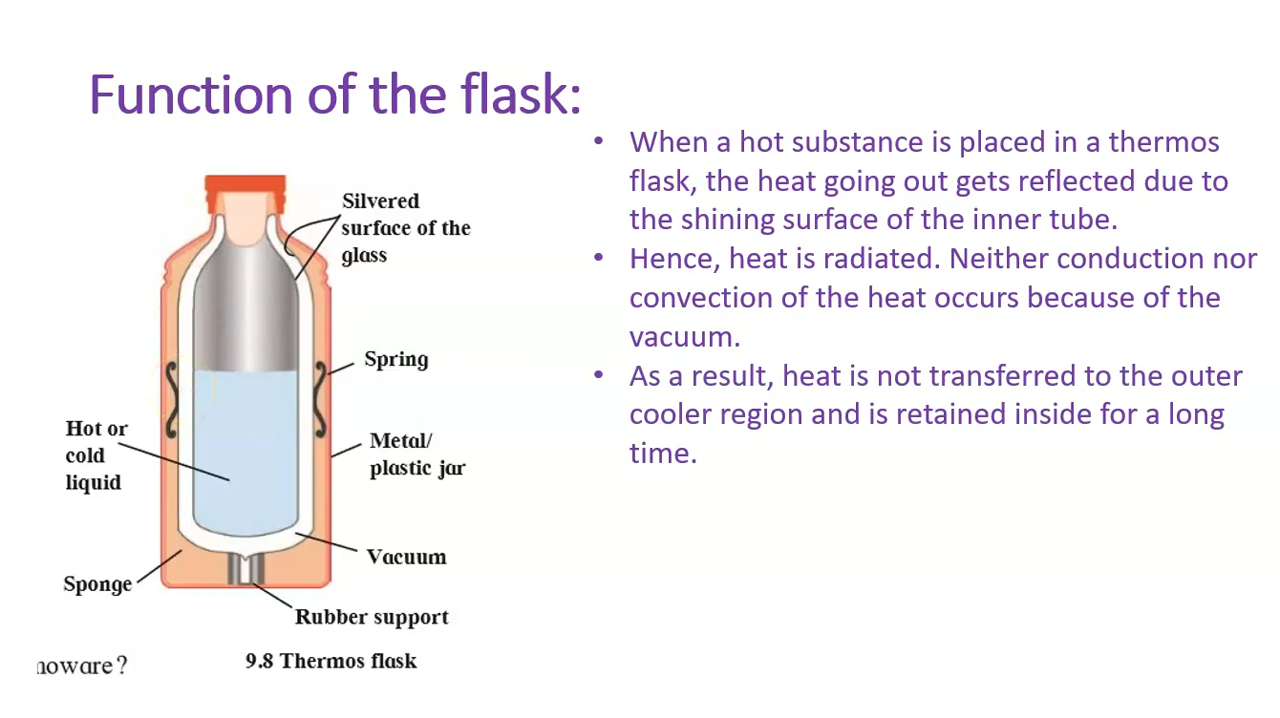 Function of the flask:
• When a hot substance is placed in a thermos
flask, the heat going out gets reflected due to
the shining surface of the inner tube.
• Hence, heat is radiated. Neither conduction nor
convection of the heat occurs because of the
vacuum.
• As a result, heat is not transferred to the outer
cooler region and is retained inside for a long
time.
Silvered
surface of the
glass
Spring
Hot or
cold
liquid
Metal/
plastic jar
Vacuum
Sponge
Rubber support
9.8 Thermos flask